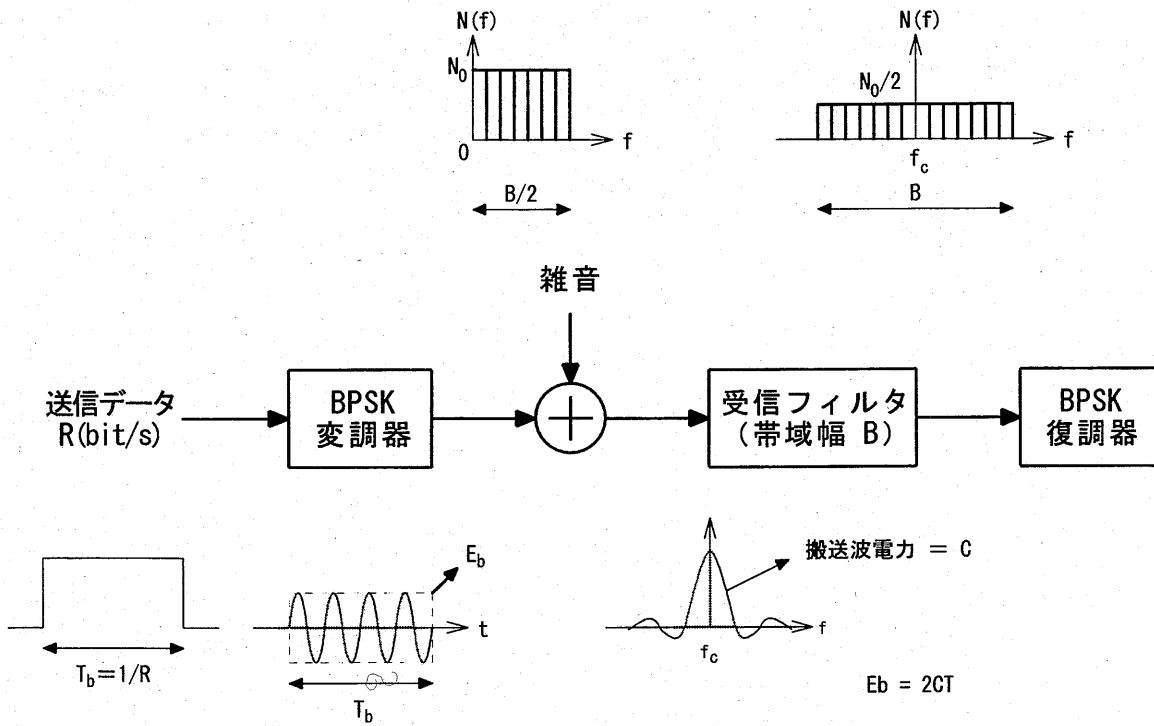 N(f)
N₀
0
f
B/2
N(f)
N₀/2
f
f_c
B
雑音
送信データ
R(bit/s)
BPSK
変調器
受信フィルタ
(帯域幅 B)
BPSK
復調器
T_b=1/R
E_b
t
T_b
搬送波電力 = C
f
f_c
Eb = 2CT